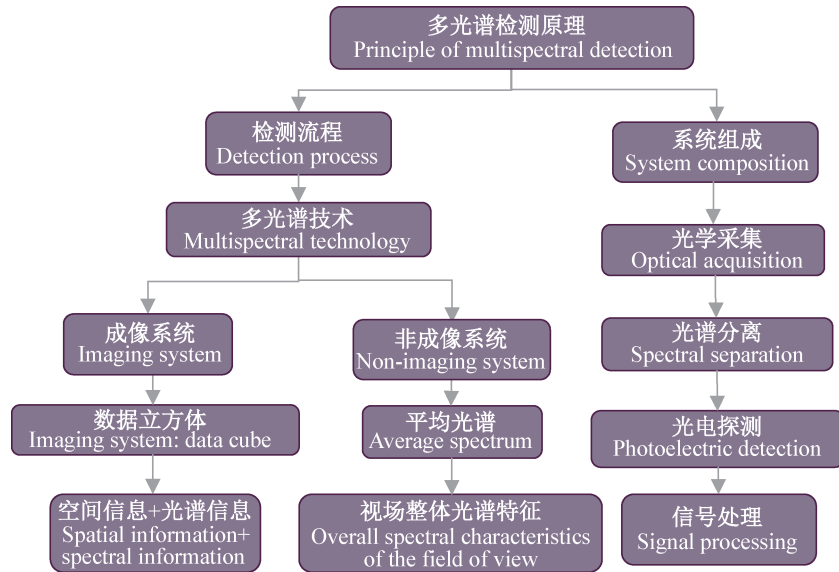 多光谱检测原理
Principle of multispectral detection
检测流程
Detection process
系统组成
System composition
多光谱技术
Multispectral technology
光学采集
Optical acquisition
成像系统
Imaging system
非成像系统
Non-imaging system
光谱分离
Spectral separation
数据立方体
Imaging system: data cube
平均光谱
Average spectrum
光电探测
Photoelectric detection
空间信息+光谱信息
Spatial information+
spectral information
视场整体光谱特征
Overall spectral characteristics
of the field of view
信号处理
Signal processing